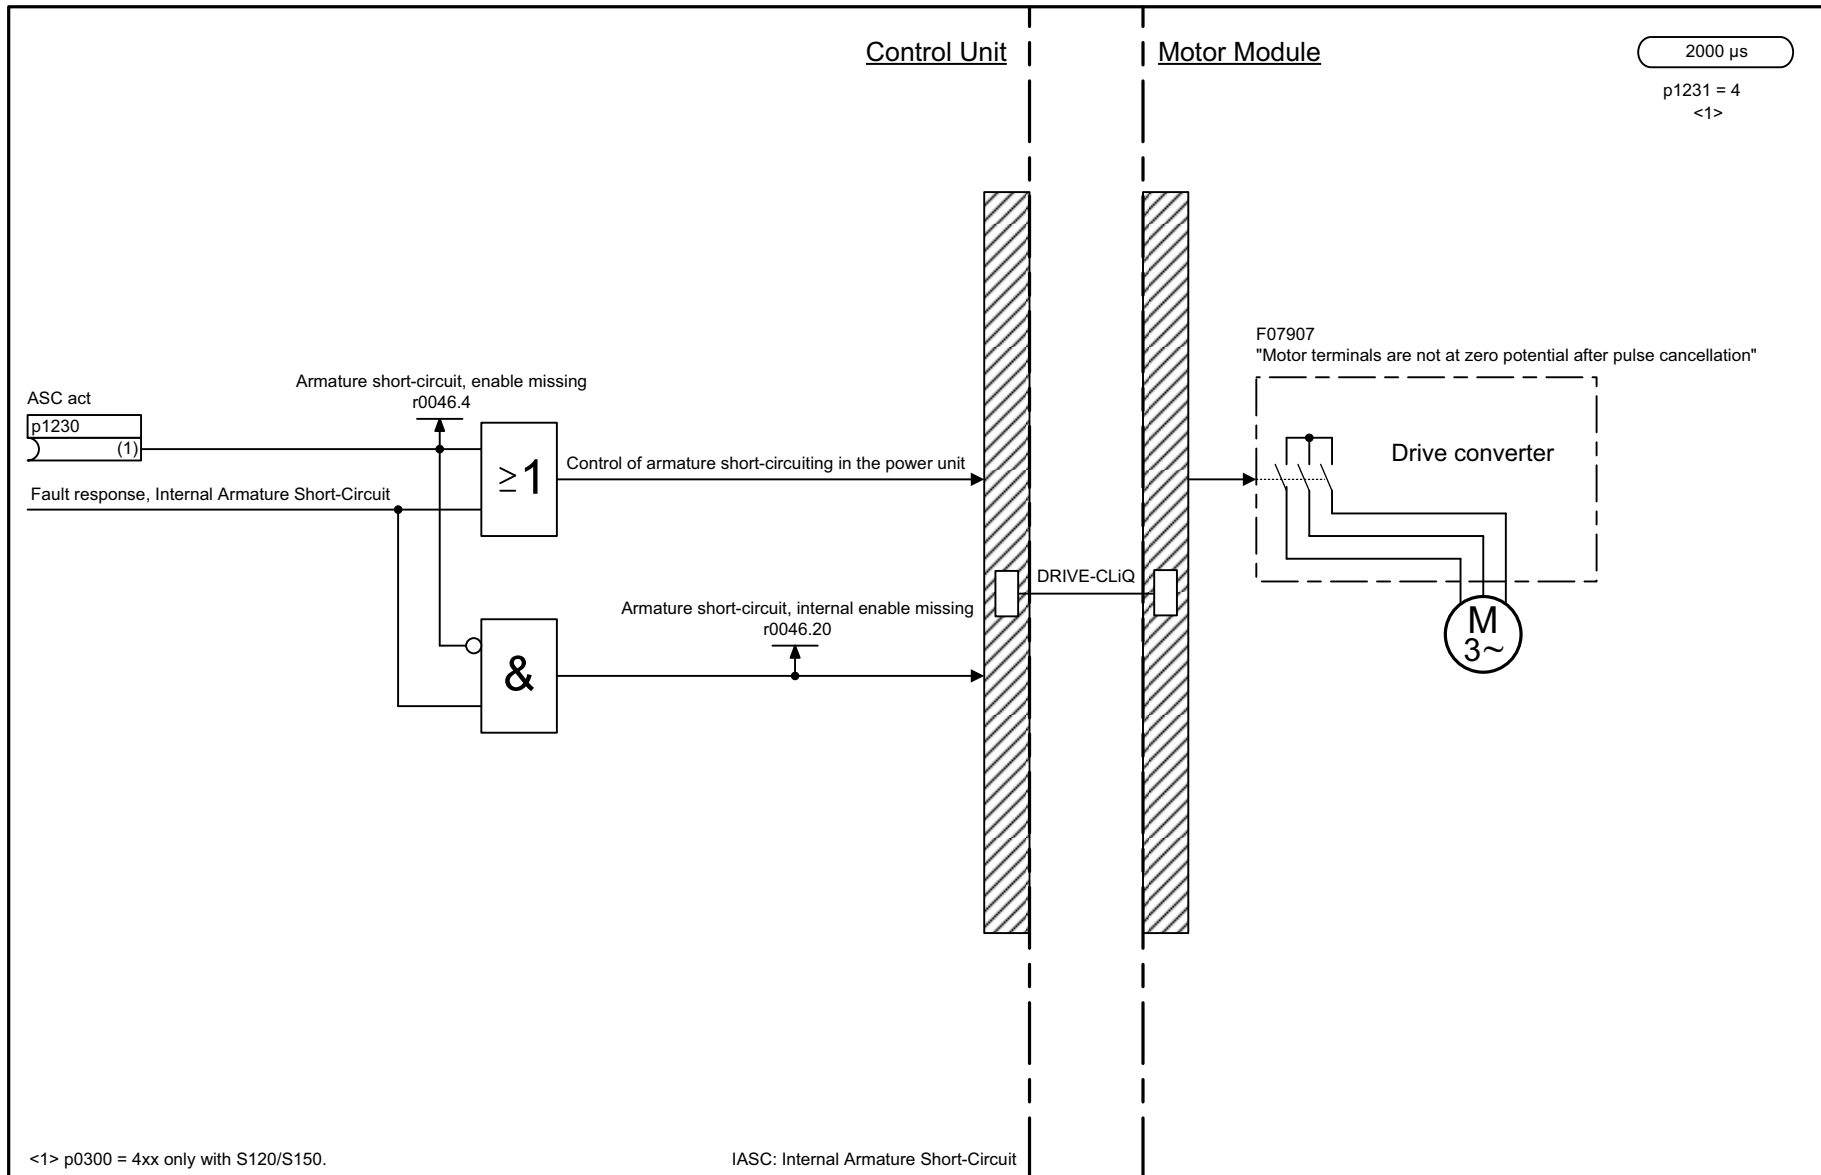 Control Unit
Motor Module
2000 µs
p1231 = 4
<1>
F07907
"Motor terminals are not at zero potential after pulse cancellation"
Armature short-circuit, enable missing
r0046.4
ASC act
p1230
(1)
Drive converter
≥1
Control of armature short-circuiting in the power unit
Fault response, Internal Armature Short-Circuit
DRIVE-CLiQ
Armature short-circuit, internal enable missing
r0046.20
M
3~
&
<1> p0300 = 4xx only with S120/S150.
IASC: Internal Armature Short-Circuit